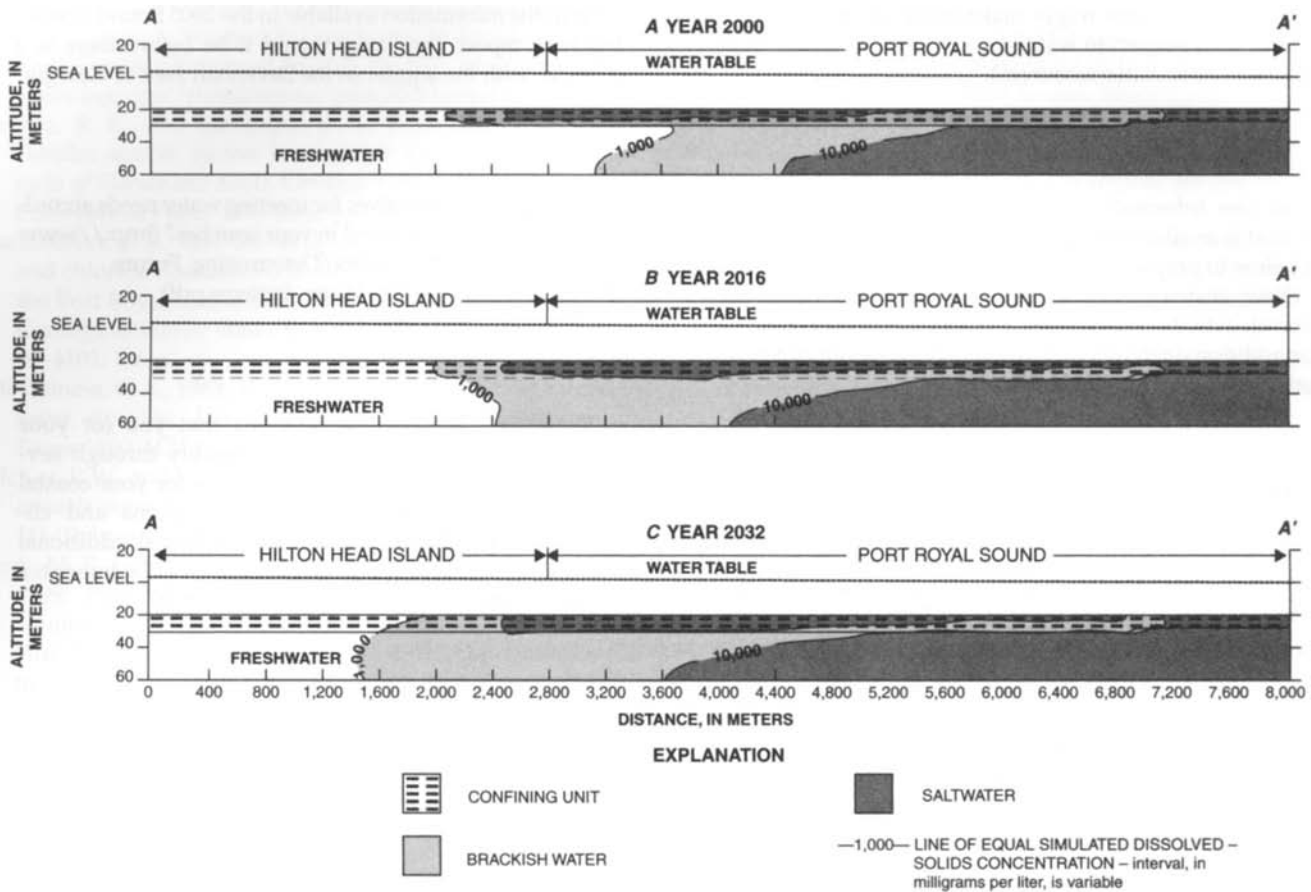 A
A YEAR 2000
A'
20
HILTON HEAD ISLAND
PORT ROYAL SOUND
SEA LEVEL
WATER TABLE
ALTITUDE, IN METERS
20
40
60
FRESHWATER
1,000
10,000
A
B YEAR 2016
A'
20
HILTON HEAD ISLAND
PORT ROYAL SOUND
SEA LEVEL
WATER TABLE
ALTITUDE, IN METERS
20
40
60
FRESHWATER
1,000
10,000
A
C YEAR 2032
A'
20
HILTON HEAD ISLAND
PORT ROYAL SOUND
SEA LEVEL
WATER TABLE
ALTITUDE, IN METERS
20
40
60
FRESHWATER
1,000
10,000
0 400 800 1,200 1,600 2,000 2,400 2,800 3,200 3,600 4,000 4,400 4,800 5,200 5,600 6,000 6,400 6,800 7,200 7,600 8,000
DISTANCE, IN METERS
EXPLANATION
CONFINING UNIT
SALTWATER
BRACKISH WATER
—1,000— LINE OF EQUAL SIMULATED DISSOLVED –
SOLIDS CONCENTRATION – interval, in
milligrams per liter, is variable